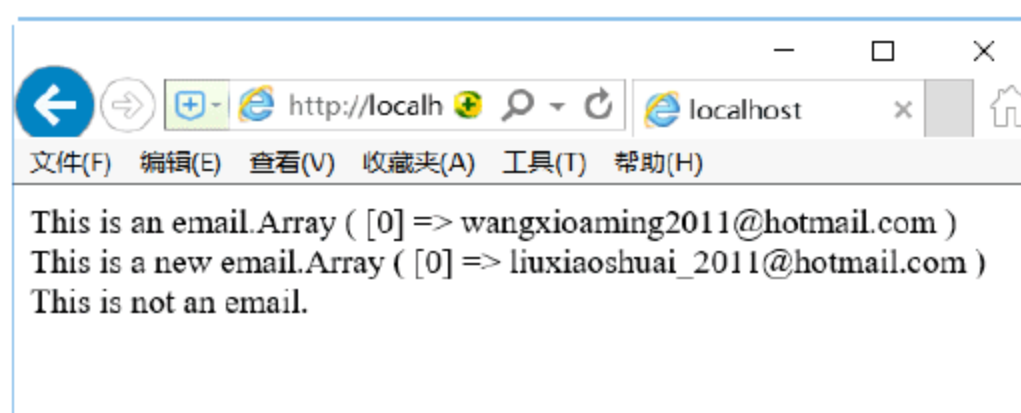 http://localh
localhost
文件(F) 编辑(E) 查看(V) 收藏夹(A) 工具(T) 帮助(H)
This is an email.Array ( [0] => wangxioaming2011@hotmail.com )
This is a new email.Array ( [0] => liuxiaoshuai_2011@hotmail.com )
This is not an email.